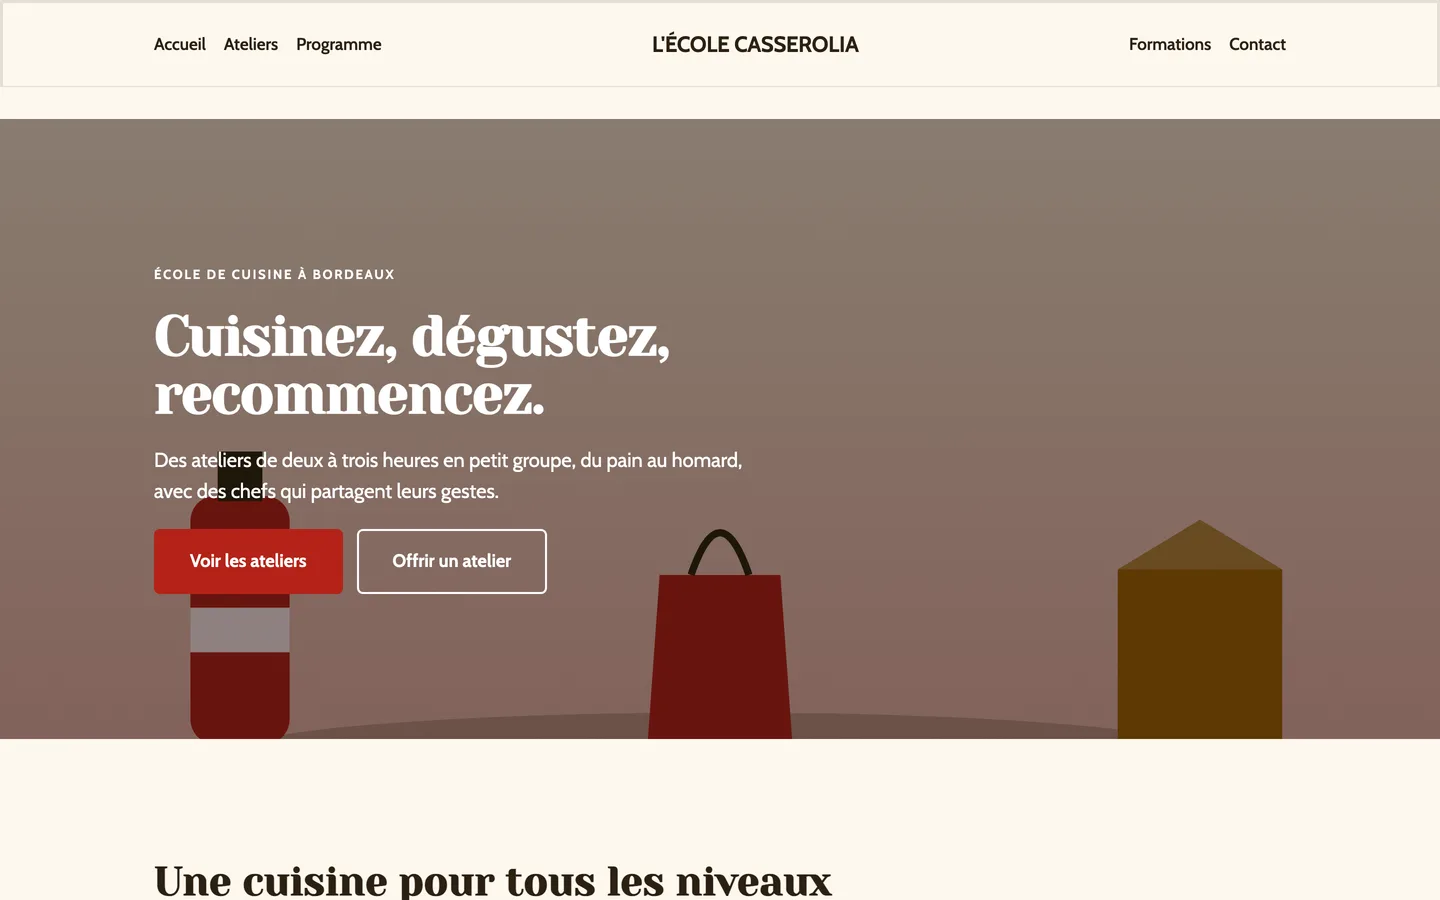 Accueil Ateliers Programme
L'ÉCOLE CASSEROLIA
Formations Contact
ÉCOLE DE CUISINE À BORDEAUX
Cuisinez, dégustez,
recommencez.
Des ateliers de deux à trois heures en petit groupe, du pain au homard,
avec des chefs qui partagent leurs gestes.
Voir les ateliers
Offrir un atelier
Une cuisine pour tous les niveaux